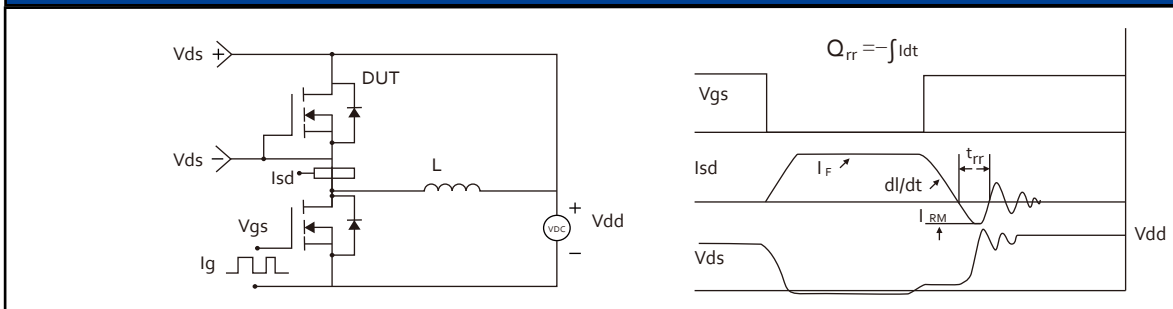 Vds +
DUT
Vds −
Isd
L
Vgs
Ig
+
VDC
−
Vdd
Qrr =−∫Idt
Vgs
Isd
IF
dI/dt
trr
IRM
Vds
Vdd